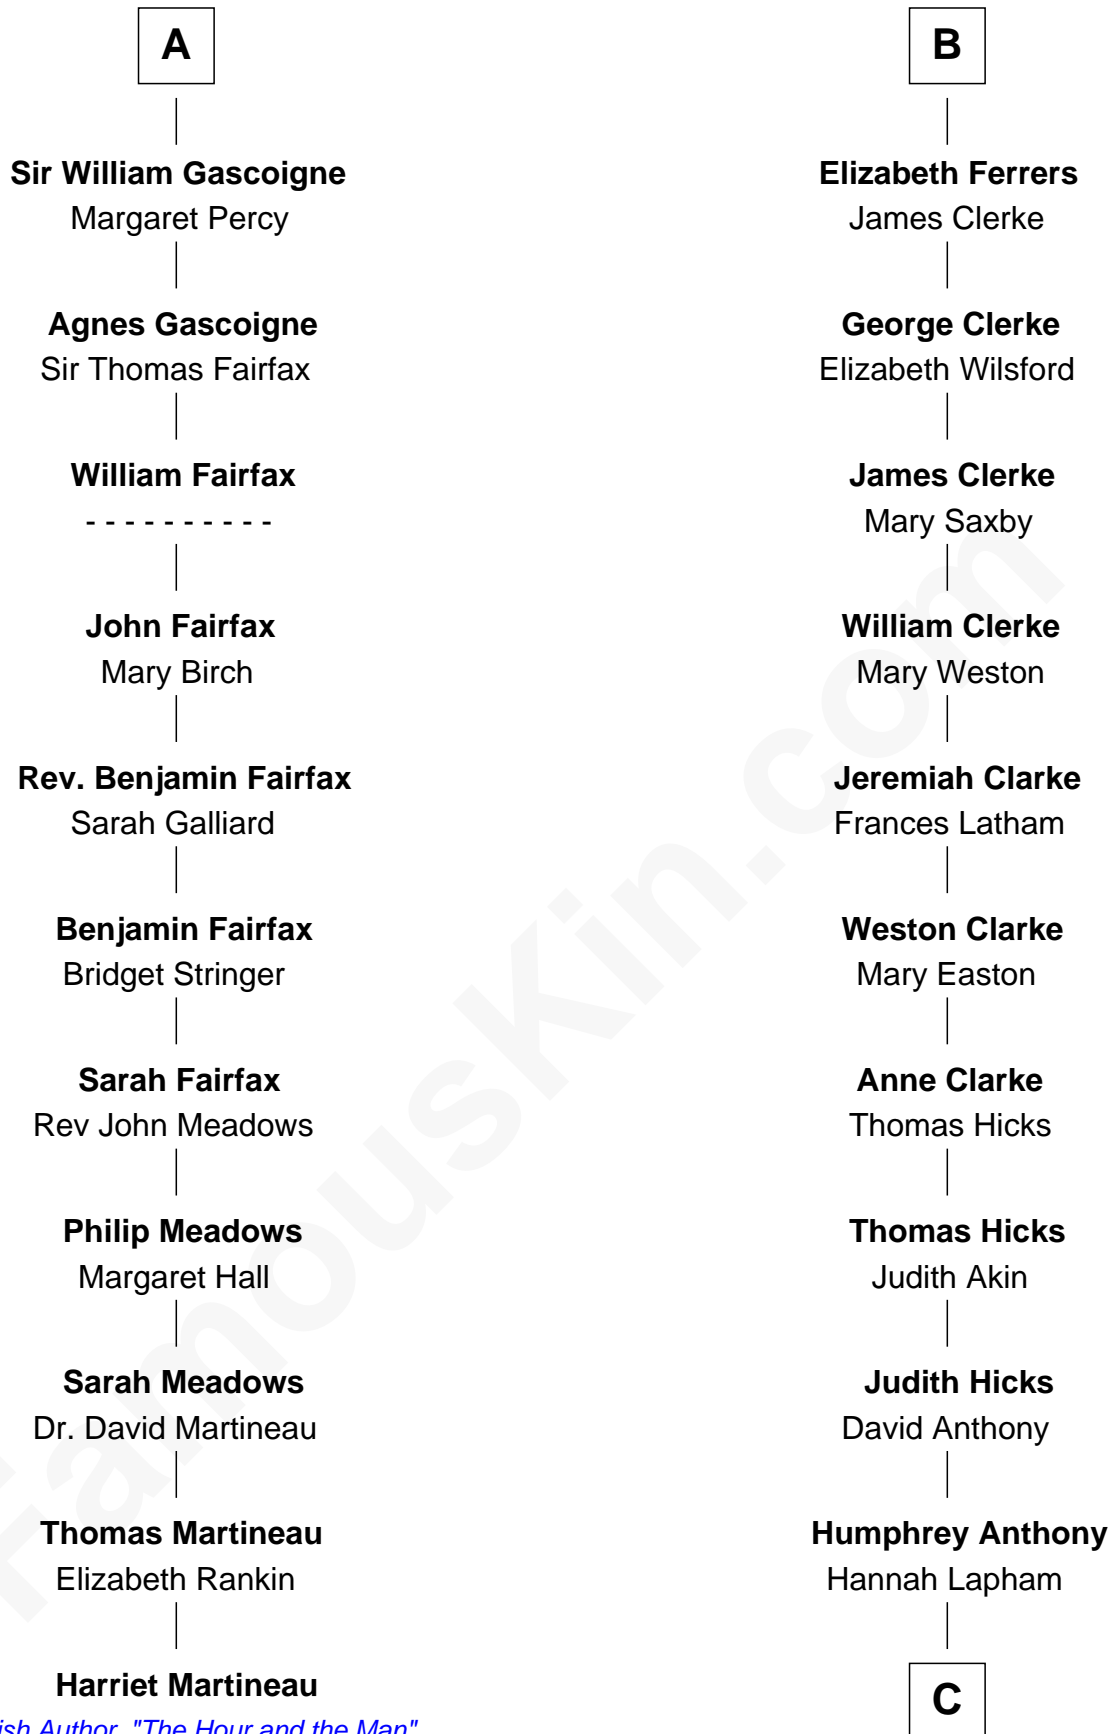 A
Sir William Gascoigne
Margaret Percy
Agnes Gascoigne
Sir Thomas Fairfax
William Fairfax
- - - - - - - - - -
John Fairfax
Mary Birch
Rev. Benjamin Fairfax
Sarah Galliard
Benjamin Fairfax
Bridget Stringer
Sarah Fairfax
Rev John Meadows
Philip Meadows
Margaret Hall
Sarah Meadows
Dr. David Martineau
Thomas Martineau
Elizabeth Rankin
Harriet Martineau
ish Author, "The Hour and the Man"
B
Elizabeth Ferrers
James Clerke
George Clerke
Elizabeth Wilsford
James Clerke
Mary Saxby
William Clerke
Mary Weston
Jeremiah Clarke
Frances Latham
Weston Clarke
Mary Easton
Anne Clarke
Thomas Hicks
Thomas Hicks
Judith Akin
Judith Hicks
David Anthony
Humphrey Anthony
Hannah Lapham
C
FamousKin.com